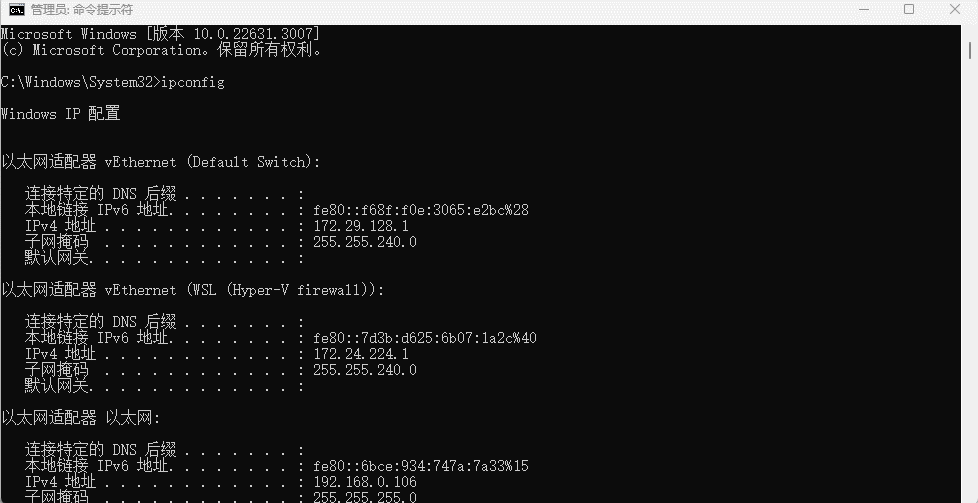 管理员: 命令提示符
Microsoft Windows [版本 10.0.22631.3007]
(c) Microsoft Corporation。保留所有权利。
C:\Windows\System32>ipconfig
Windows IP 配置
以太网适配器 vEthernet (Default Switch):
连接特定的 DNS 后缀 . . . . . . . :
本地链接 IPv6 地址. . . . . . . . : fe80::f68f:f0e:3065:e2bc%28
IPv4 地址 . . . . . . . . . . . . : 172.29.128.1
子网掩码 . . . . . . . . . . . . : 255.255.240.0
默认网关. . . . . . . . . . . . . :
以太网适配器 vEthernet (WSL (Hyper-V firewall)):
连接特定的 DNS 后缀 . . . . . . . :
本地链接 IPv6 地址. . . . . . . . : fe80::7d3b:d625:6b07:1a2c%40
IPv4 地址 . . . . . . . . . . . . : 172.24.224.1
子网掩码 . . . . . . . . . . . . : 255.255.240.0
默认网关. . . . . . . . . . . . . :
以太网适配器 以太网:
连接特定的 DNS 后缀 . . . . . . . :
本地链接 IPv6 地址. . . . . . . . : fe80::6bce:934:747a:7a33%15
IPv4 地址 . . . . . . . . . . . . : 192.168.0.106
子网掩码 . . . . . . . . . . . . : 255.255.255.0